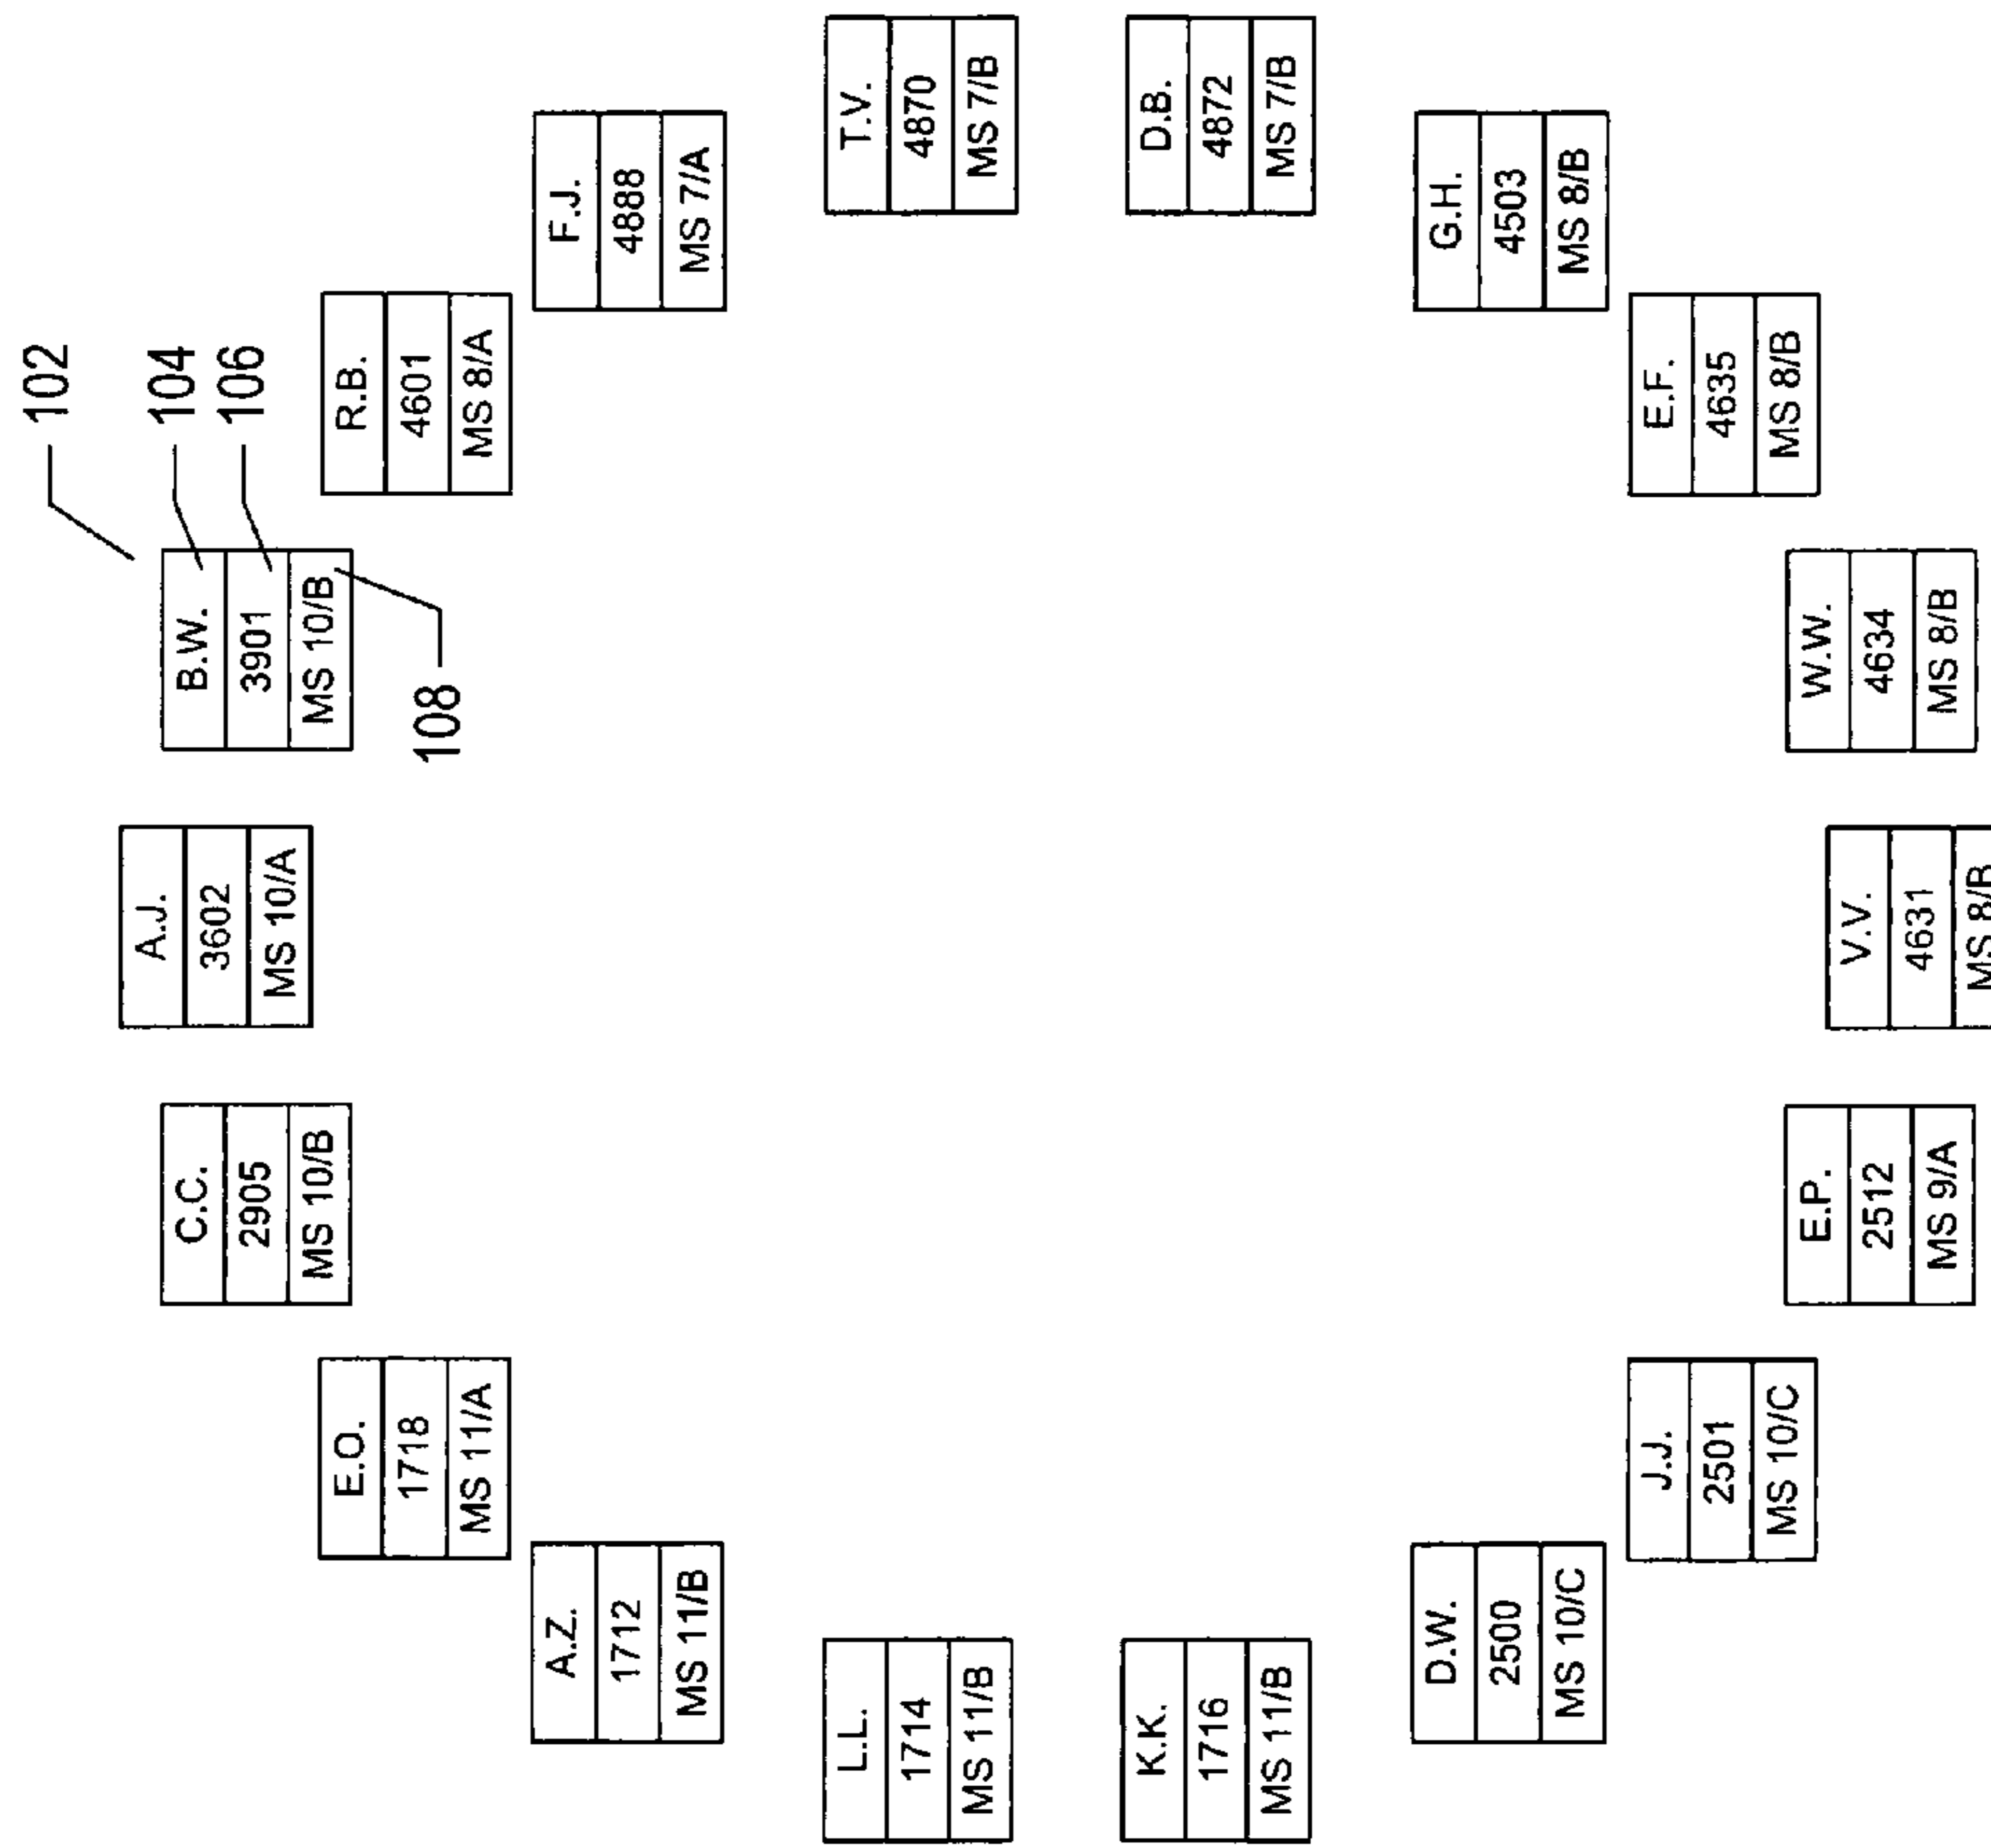 102
104
106
A.J.
3602
MS 10/A
C.C.
2905
MS 10/B
B.W.
3901
MS 10/B
108
E.O.
1718
MS 11/A
R.B.
4601
MS 8/A
A.Z.
1712
MS 11/B
F.J.
4888
MS 7/A
L.L.
1714
MS 11/B
T.V.
4870
MS 7/B
K.K.
1716
MS 11/B
D.B.
4872
MS 7/B
D.W.
2500
MS 10/C
G.H.
4503
MS 8/B
J.J.
2501
MS 10/C
E.F.
4635
MS 8/B
E.P.
2512
MS 9/A
W.W.
4634
MS 8/B
V.V.
4631
MS 8/B